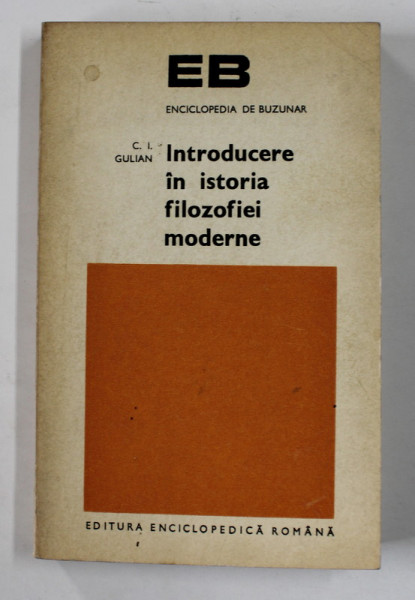 EB
ENCICLOPEDIA DE BUZUNAR
C. I.
GULIAN
Introducere
în istoria
filozofiei
moderne
EDITURA ENCICLOPEDICĂ ROMÂNĂ